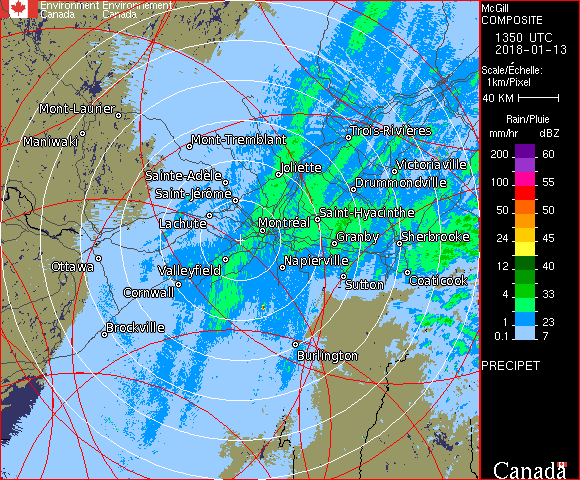 Environment Environnement
Canada Canada
McGill
COMPOSITE
1350 UTC
2018-01-13
Scale/Échelle:
1km/Pixel
40 KM
Rain/Pluie
mm/hr dBZ
200 60
100 55
50 50
24 45
12 40
4 33
1 23
0.1 7
PRECIPET
Canada
Mont-Laurier
Maniwaki
Mont-Tremblant
Trois-Rivières
Joliette
Victoriaville
Sainte-Adèle
Drummondville
Saint-Jérôme
Saint-Hyacinthe
Lachute
Montréal
Granby
Sherbrooke
Ottawa
Valleyfield
Napierville
Cornwall
Sutton
Coaticook
Brockville
Burlington